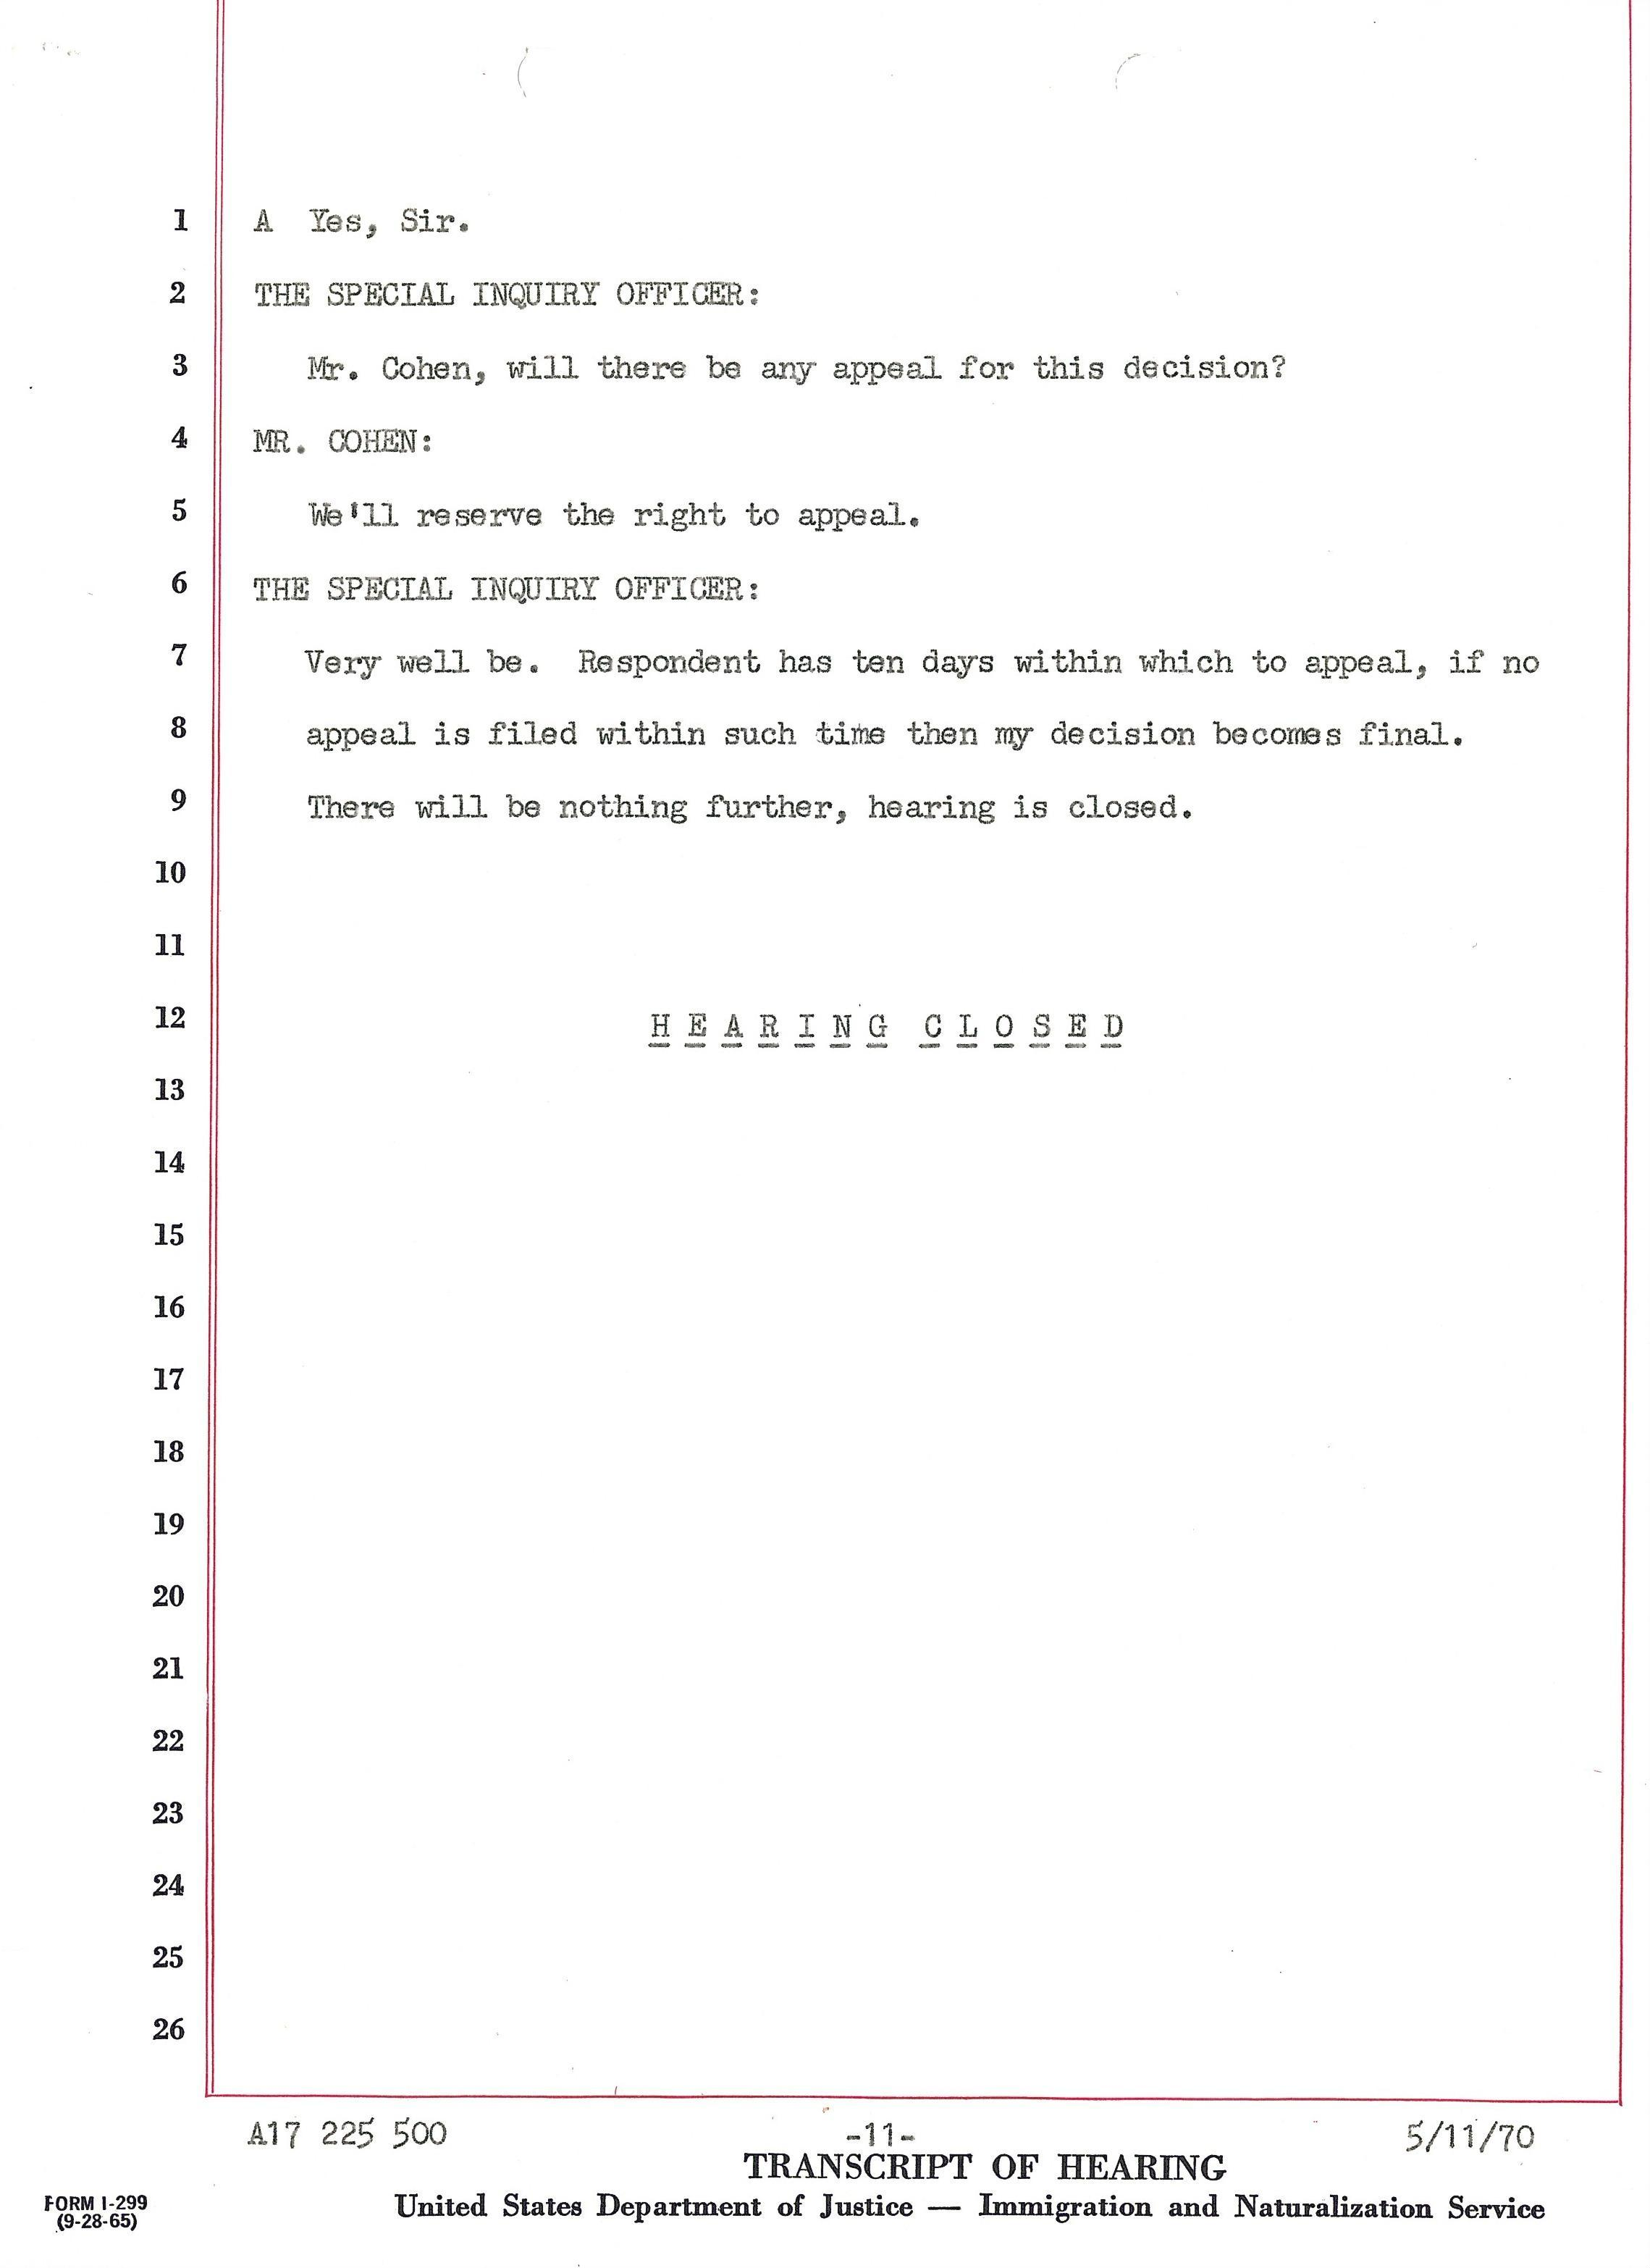 1 A Yes, Sir.
2 THE SPECIAL INQUIRY OFFICER:
3 Mr. Cohen, will there be any appeal for this decision?
4 MR. COHEN:
5 We'll reserve the right to appeal.
6 THE SPECIAL INQUIRY OFFICER:
7 Very well be. Respondent has ten days within which to appeal, if no
8 appeal is filed within such time then my decision becomes final.
9 There will be nothing further, hearing is closed.
10
11
12 H E A R I N G C L O S E D
13
14
15
16
17
18
19
20
21
22
23
24
25
26
A17 225 500 -11- 5/11/70
TRANSCRIPT OF HEARING
FORM I-299 United States Department of Justice — Immigration and Naturalization Service
(9-28-65)